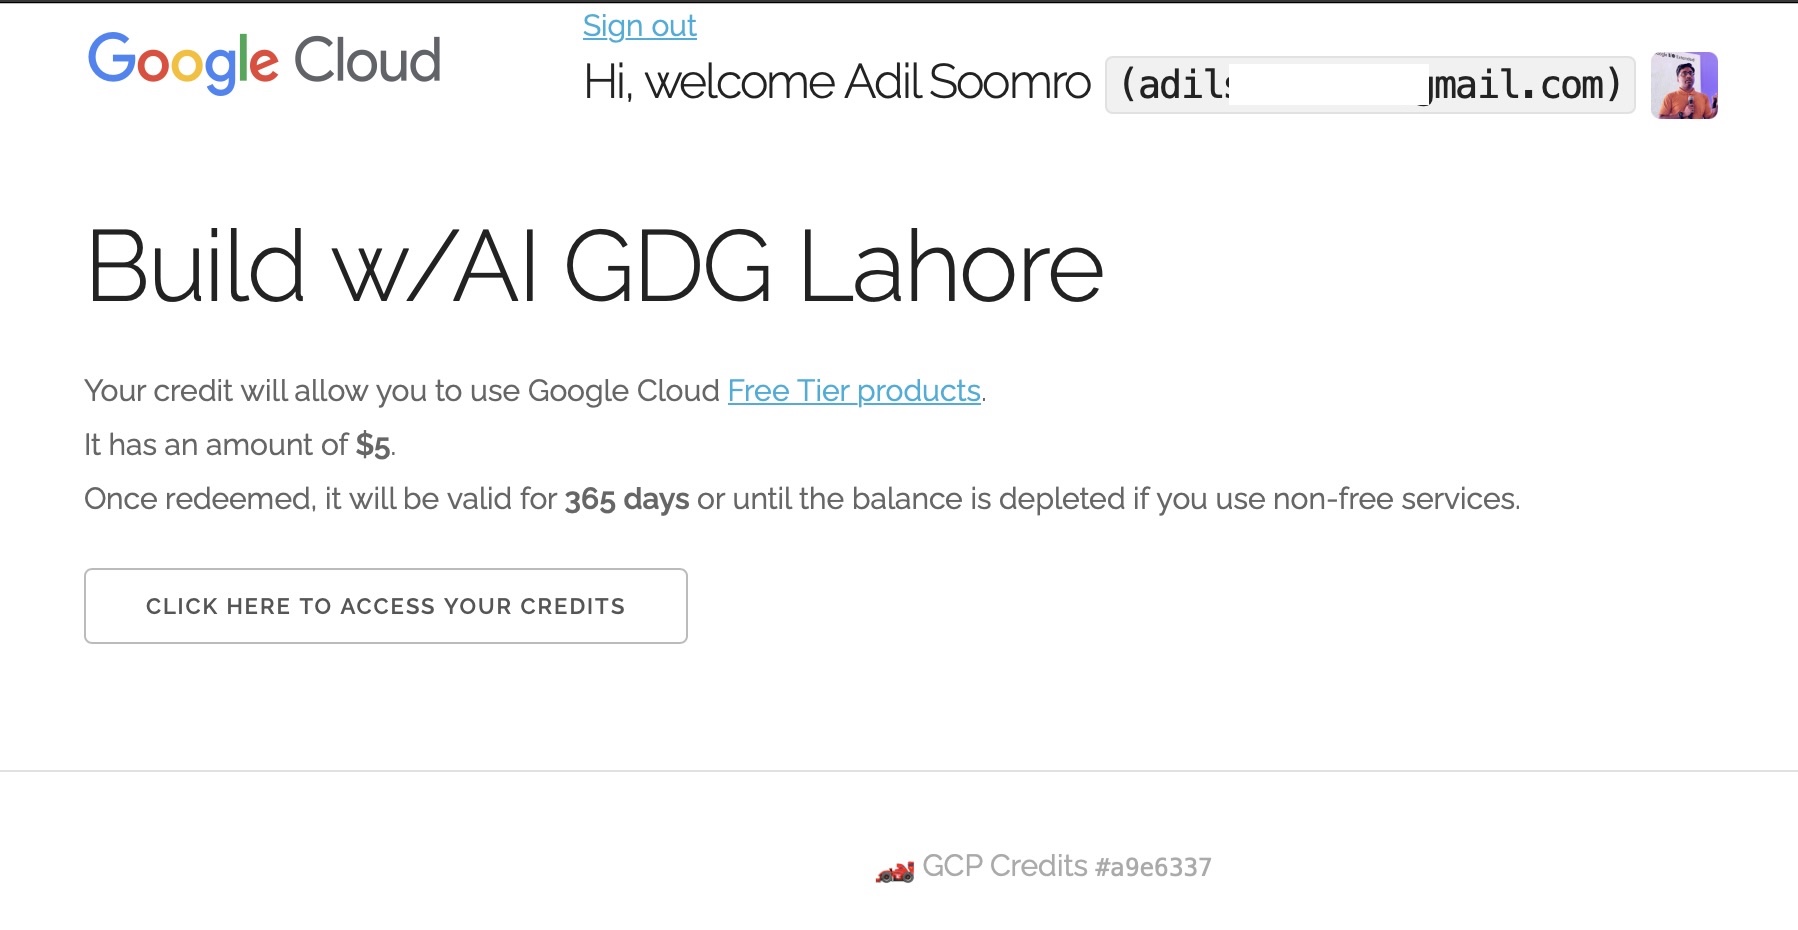 Sign out
Google Cloud
Hi, welcome Adil Soomro (adil mail.com)
Build w/AI GDG Lahore
Your credit will allow you to use Google Cloud Free Tier products.
It has an amount of $5.
Once redeemed, it will be valid for 365 days or until the balance is depleted if you use non-free services.
CLICK HERE TO ACCESS YOUR CREDITS
GCP Credits #a9e6337